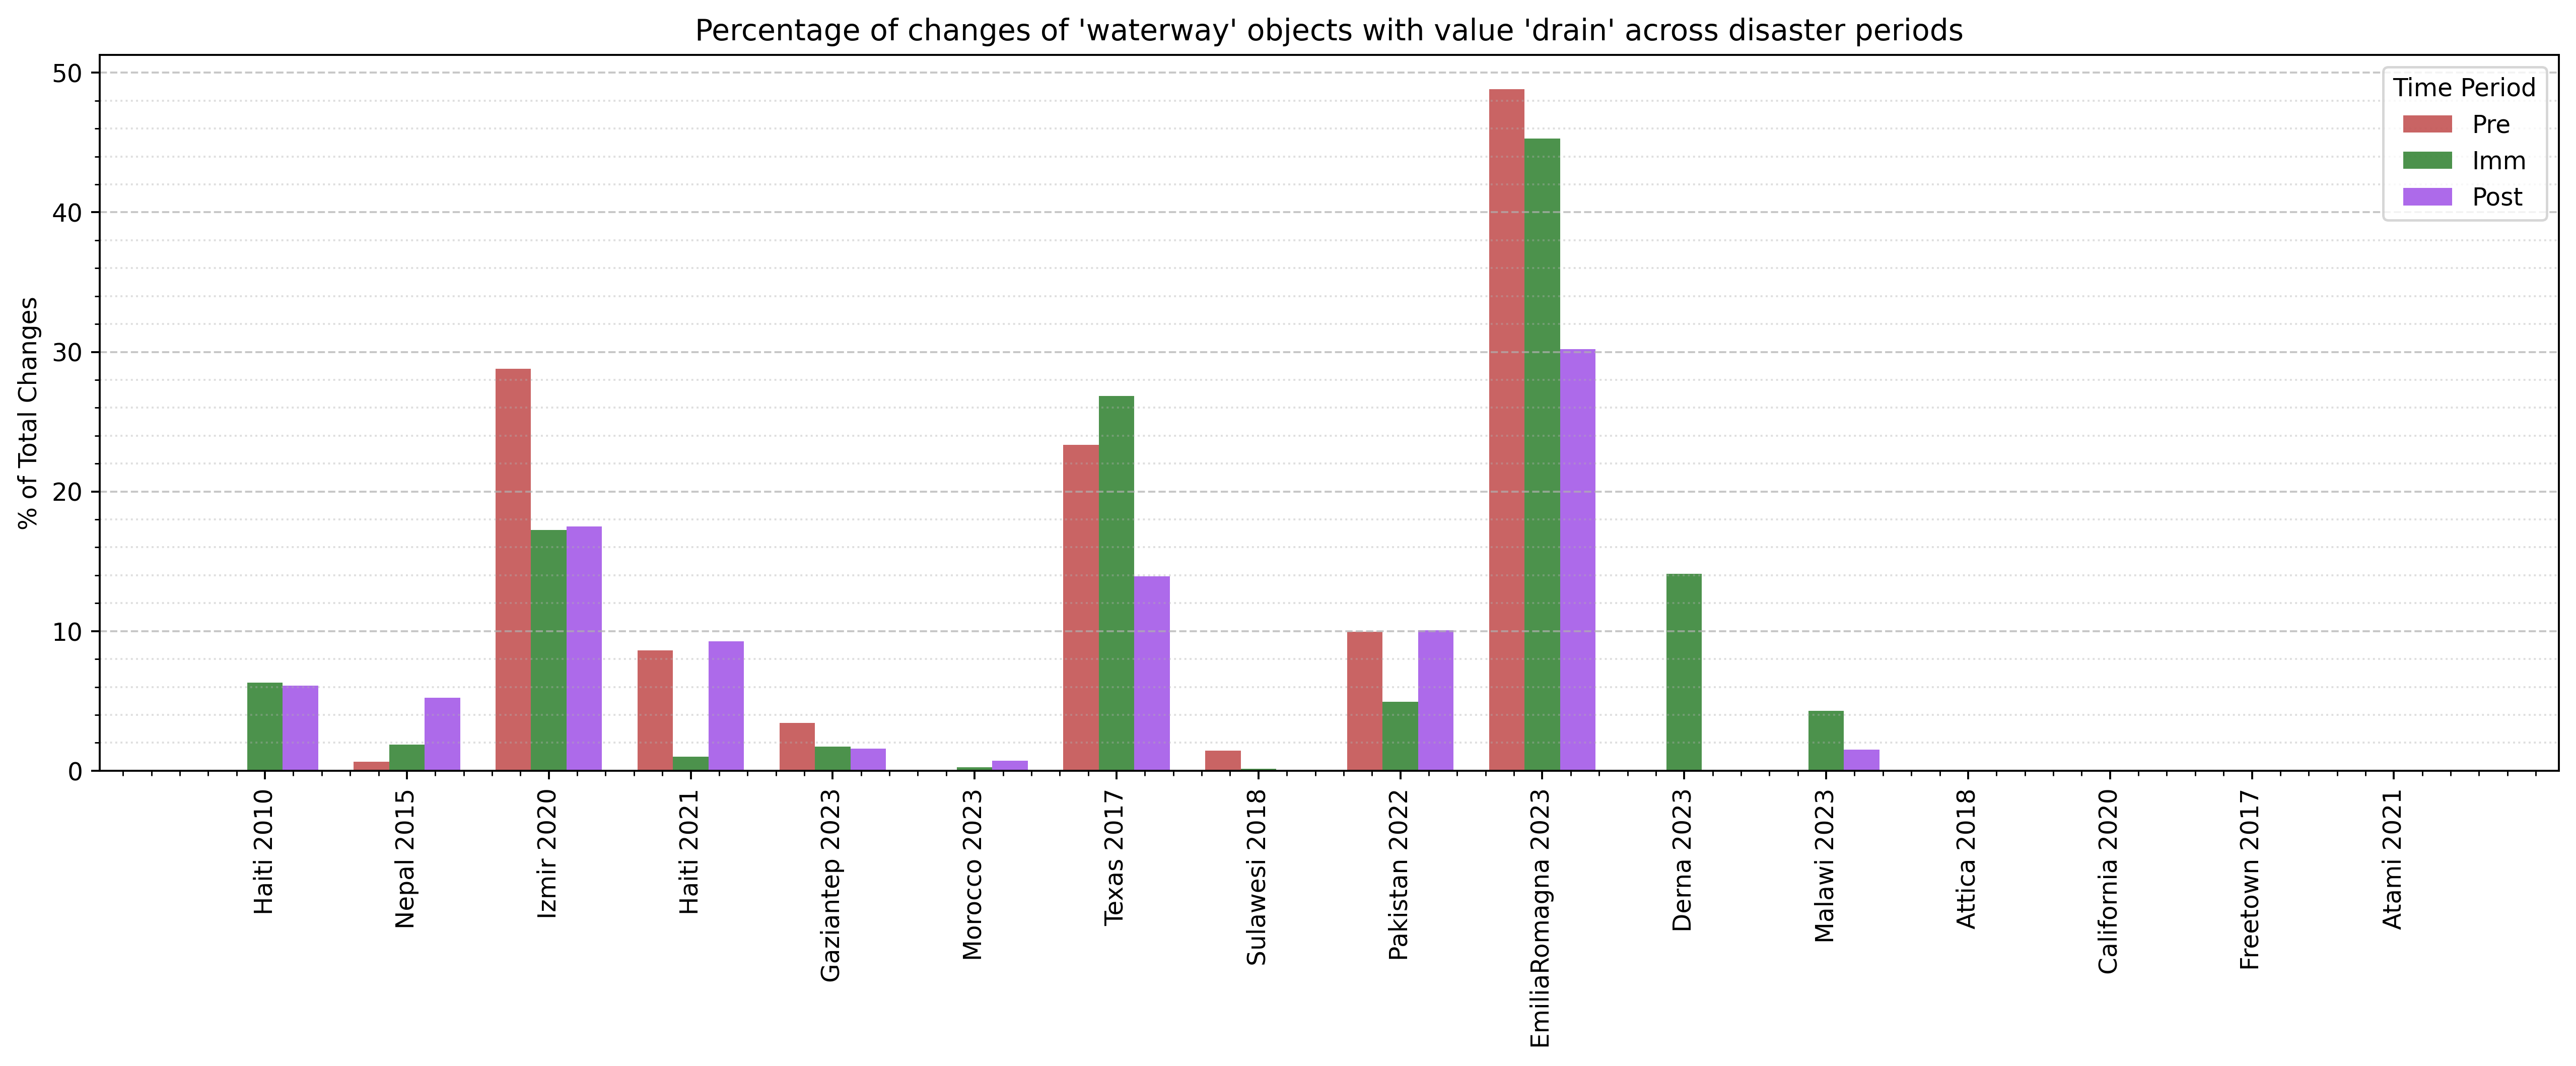 Percentage of changes of 'waterway' objects with value 'drain' across disaster periods
% of Total Changes
50
40
30
20
10
0
Time Period
Pre
Imm
Post
Haiti 2010
Nepal 2015
Izmir 2020
Haiti 2021
Gaziantep 2023
Morocco 2023
Texas 2017
Sulawesi 2018
Pakistan 2022
EmiliaRomagna 2023
Derna 2023
Malawi 2023
Attica 2018
California 2020
Freetown 2017
Atami 2021